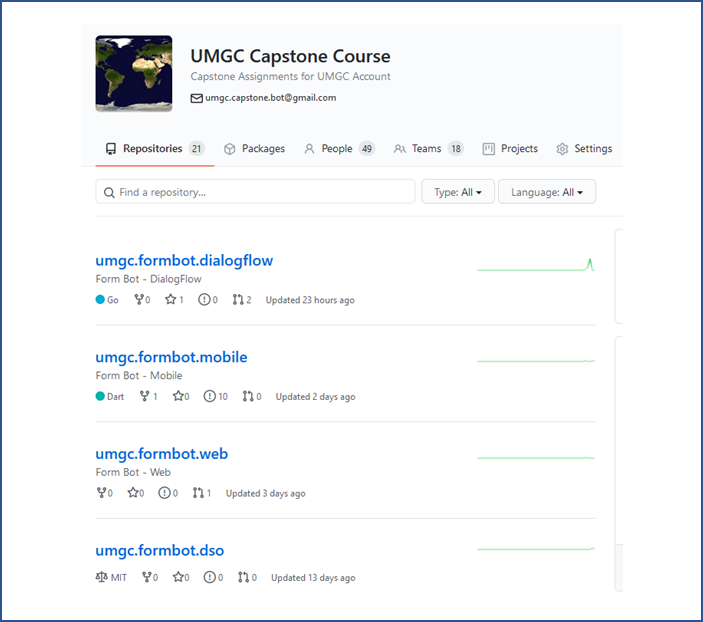 UMGC Capstone Course
Capstone Assignments for UMGC Account
umgc.capstone.bot@gmail.com
Repositories 21 Packages People 49 Teams 18 Projects Settings
Find a repository... Type: All Language: All
umgc.formbot.dialogflow
Form Bot - DialogFlow
Go 0 1 0 2 Updated 23 hours ago
umgc.formbot.mobile
Form Bot - Mobile
Dart 1 0 10 0 Updated 2 days ago
umgc.formbot.web
Form Bot - Web
0 0 0 1 Updated 3 days ago
umgc.formbot.dso
MIT 0 0 0 0 Updated 13 days ago